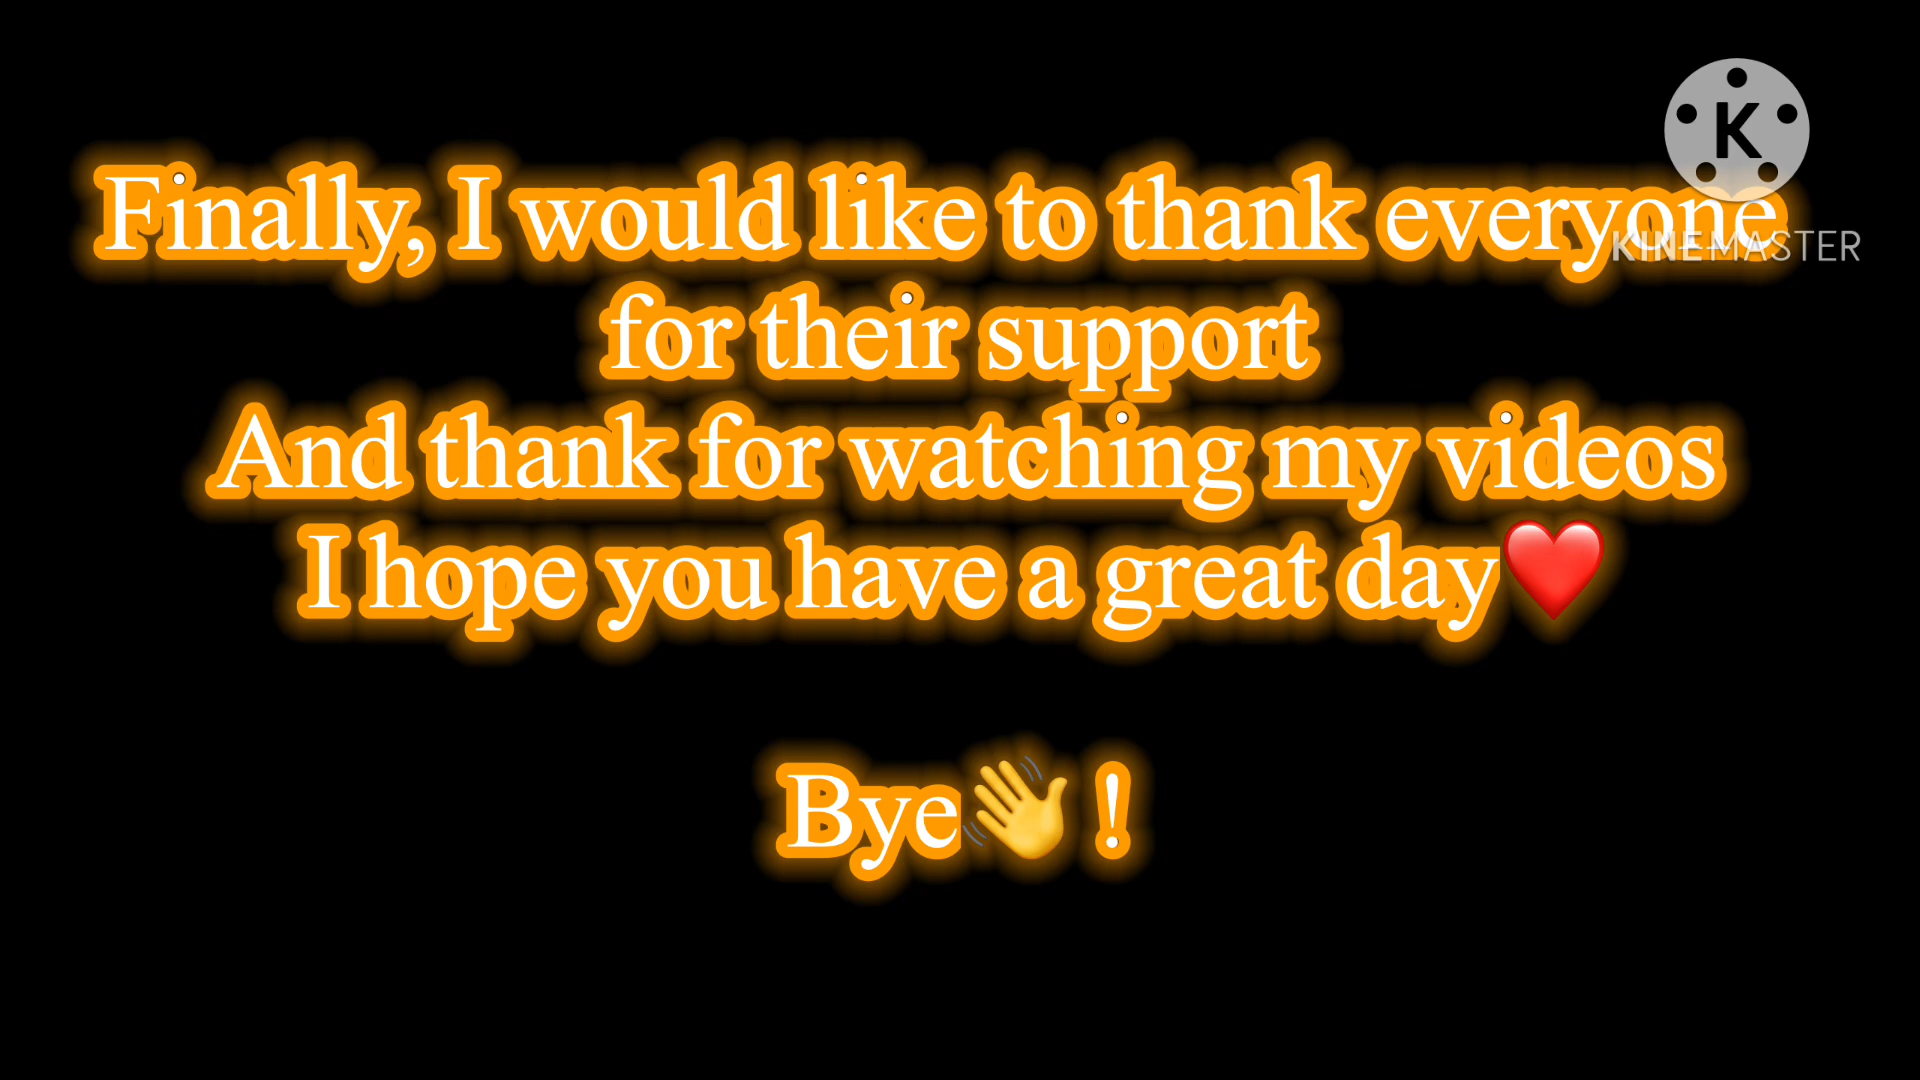 K
KINEMASTER
Finally, I would like to thank everyone
for their support
And thank for watching my videos
I hope you have a great day❤️
Bye👋 !